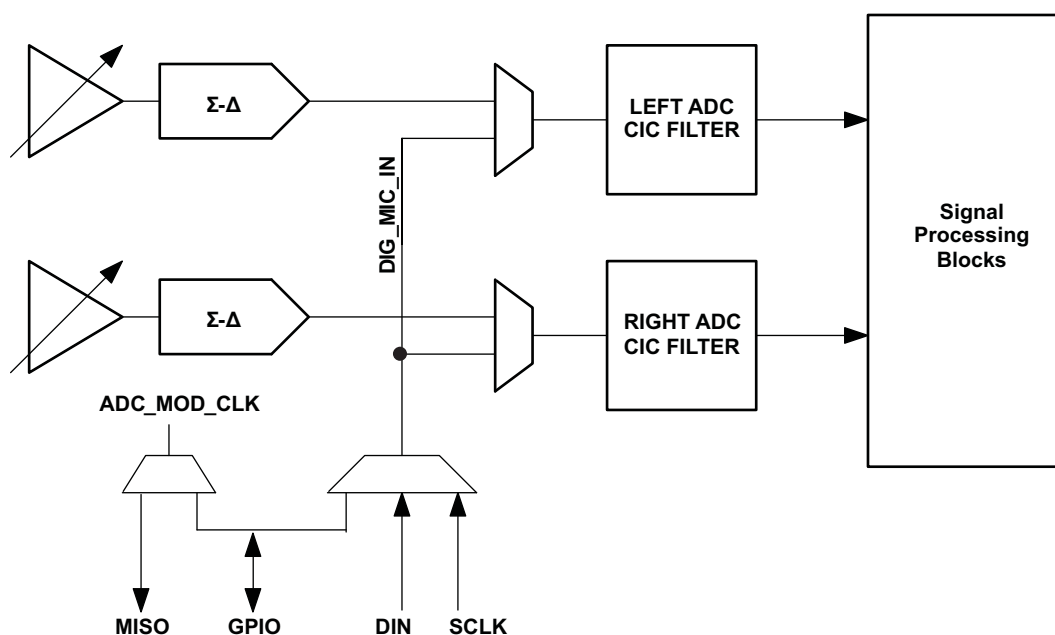 Σ-Δ
LEFT ADC
CIC FILTER
DIG_MIC_IN
Signal
Processing
Blocks
Σ-Δ
RIGHT ADC
CIC FILTER
ADC_MOD_CLK
MISO
GPIO
DIN
SCLK